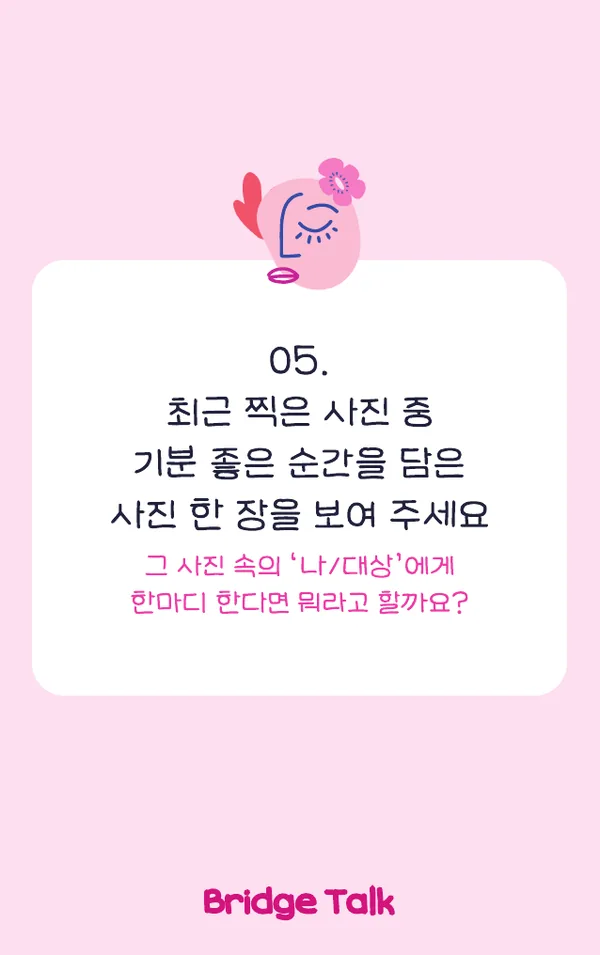 05.
최근 찍은 사진 중
기분 좋은 순간을 담은
사진 한 장을 보여 주세요
그 사진 속의 ‘나/대상’에게
한마디 한다면 뭐라고 할까요?
Bridge Talk